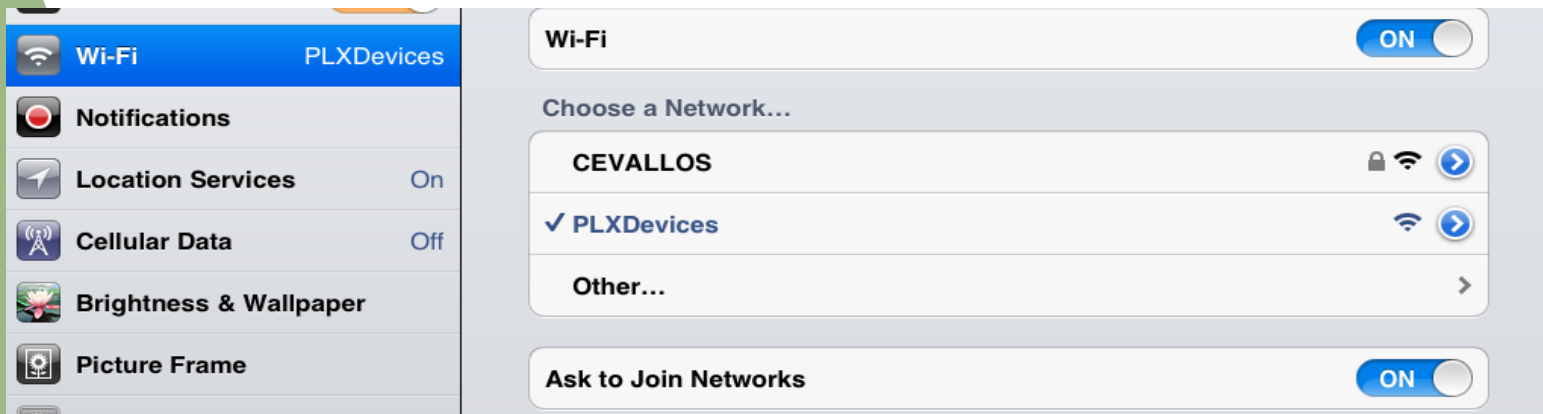 Wi-Fi PLXDevices
Notifications
Location Services On
Cellular Data Off
Brightness & Wallpaper
Picture Frame
Wi-Fi ON
Choose a Network...
CEVALLOS
✓ PLXDevices
Other...
Ask to Join Networks ON